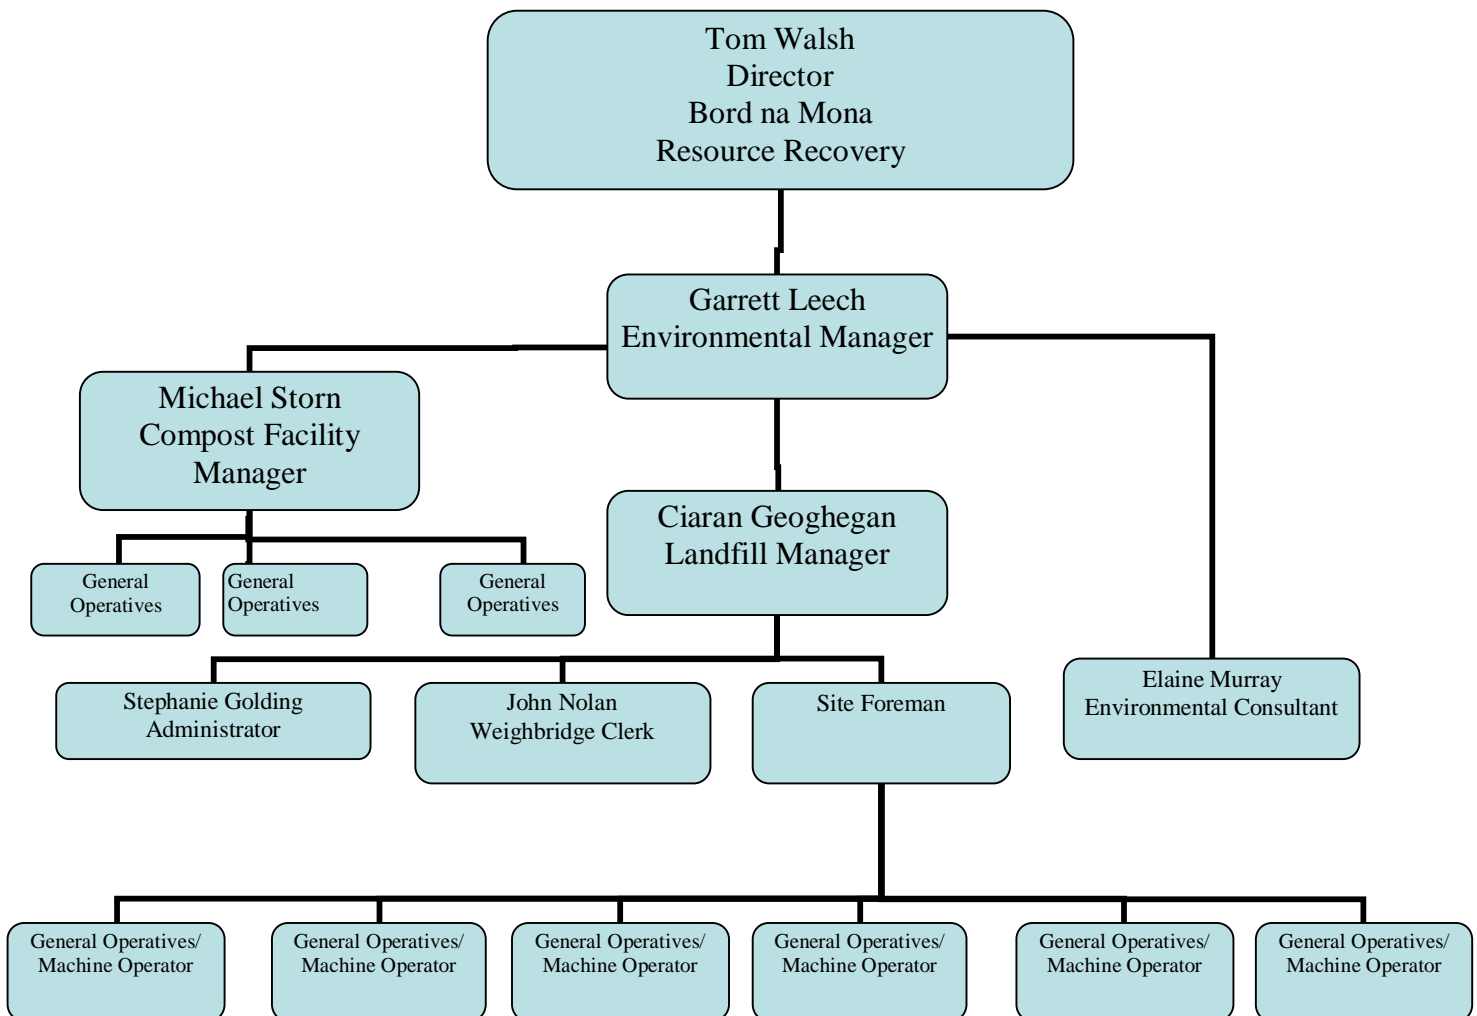 Tom Walsh
Director
Bord na Mona
Resource Recovery
Garrett Leech
Environmental Manager
Michael Storn
Compost Facility
Manager
Ciaran Geoghegan
Landfill Manager
General
Operatives
General
Operatives
General
Operatives
Stephanie Golding
Administrator
John Nolan
Weighbridge Clerk
Site Foreman
Elaine Murray
Environmental Consultant
General Operatives/
Machine Operator
General Operatives/
Machine Operator
General Operatives/
Machine Operator
General Operatives/
Machine Operator
General Operatives/
Machine Operator
General Operatives/
Machine Operator